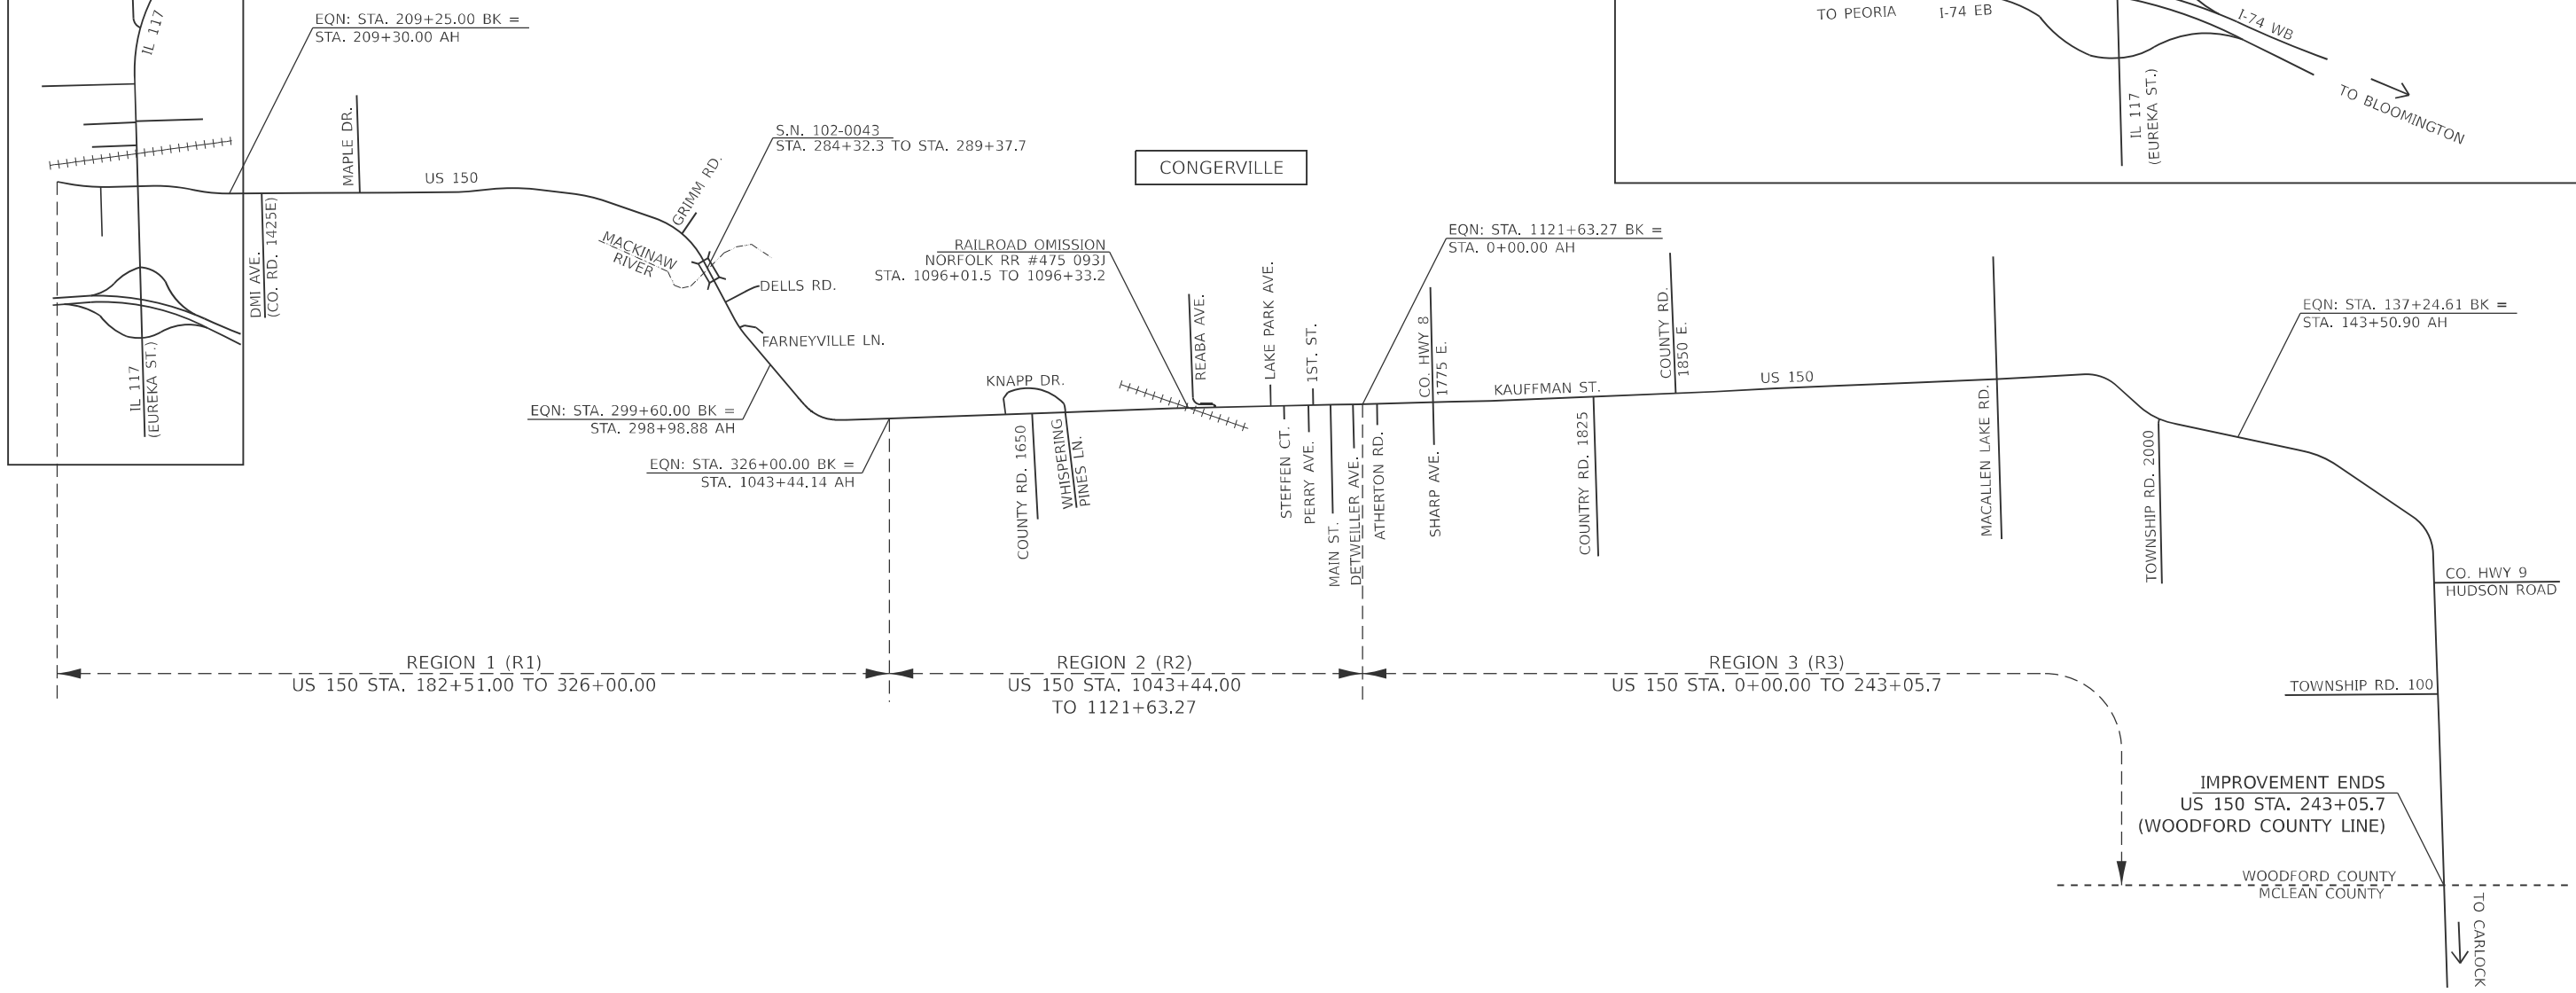 IL 117
EQN: STA. 209+25.00 BK =
STA. 209+30.00 AH
TO PEORIA
I-74 EB
I-74 WB
TO BLOOMINGTON
IL 117
(EUREKA ST.)
MAPLE DR.
US 150
S.N. 102-0043
STA. 284+32.3 TO STA. 289+37.7
GRIMM RD.
CONGERVILLE
DMI AVE.
(CO. RD. 1425E)
MACKINAW
RIVER
DELLS RD.
FARNEYVILLE LN.
RAILROAD OMISSION
NORFOLK RR #475 093J
STA. 1096+01.5 TO 1096+33.2
EQN: STA. 1121+63.27 BK =
STA. 0+00.00 AH
REABA AVE.
LAKE PARK AVE.
1ST. ST.
CO. HWY 8
1775 E.
COUNTY RD.
1850 E.
EQN: STA. 137+24.61 BK =
STA. 143+50.90 AH
IL 117
(EUREKA ST.)
EQN: STA. 299+60.00 BK =
STA. 298+98.88 AH
KNAPP DR.
KAUFFMAN ST.
US 150
EQN: STA. 326+00.00 BK =
STA. 1043+44.14 AH
COUNTY RD. 1650
WHISPERING
PINES LN.
STEFFEN CT.
PERRY AVE.
MAIN ST.
DETWEILLER AVE.
ATHERTON RD.
SHARP AVE.
COUNTRY RD. 1825
MACALLEN LAKE RD.
TOWNSHIP RD. 2000
CO. HWY 9
HUDSON ROAD
REGION 1 (R1)
US 150 STA. 182+51.00 TO 326+00.00
REGION 2 (R2)
US 150 STA. 1043+44.00
TO 1121+63.27
REGION 3 (R3)
US 150 STA. 0+00.00 TO 243+05.7
TOWNSHIP RD. 100
IMPROVEMENT ENDS
US 150 STA. 243+05.7
(WOODFORD COUNTY LINE)
WOODFORD COUNTY
MCLEAN COUNTY
TO CARLOCK